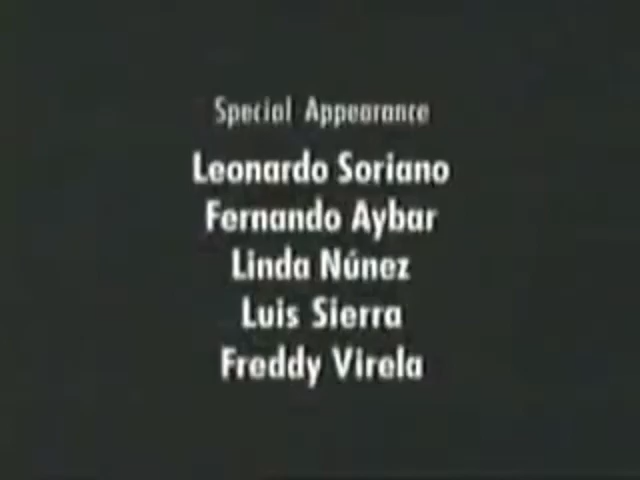 Special Appearance
Leonardo Soriano
Fernando Aybar
Linda Núnez
Luis Sierra
Freddy Virela